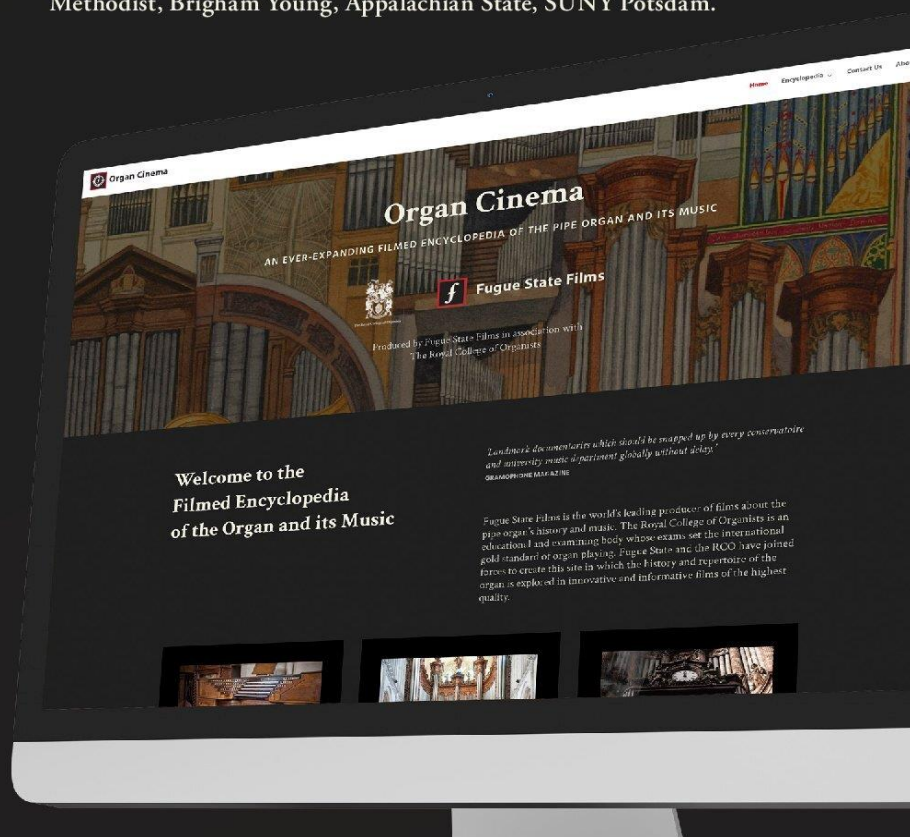 Methodist, Brigham Young, Appalachian State, SUNY Potsdam.
Home Encyclopedia Contact Us
Organ Cinema
Organ Cinema
AN EVER-EXPANDING FILMED ENCYCLOPEDIA OF THE PIPE ORGAN AND ITS MUSIC
f Fugue State Films
Produced by Fugue State Films in association with
The Royal College of Organists
Welcome to the
Filmed Encyclopedia
of the Organ and its Music
'Landmark documentaries which should be snapped up by every conservatoire
and university music department globally without delay.'
GRAMOPHONE MAGAZINE
Fugue State Films is the world's leading producer of films about the
pipe organ's history and music. The Royal College of Organists is an
educational and examining body whose exams set the international
gold standard of organ playing. Fugue State and the RCO have joined
forces to create this site in which the history and repertoire of the
organ is explored in innovative and informative films of the highest
quality.